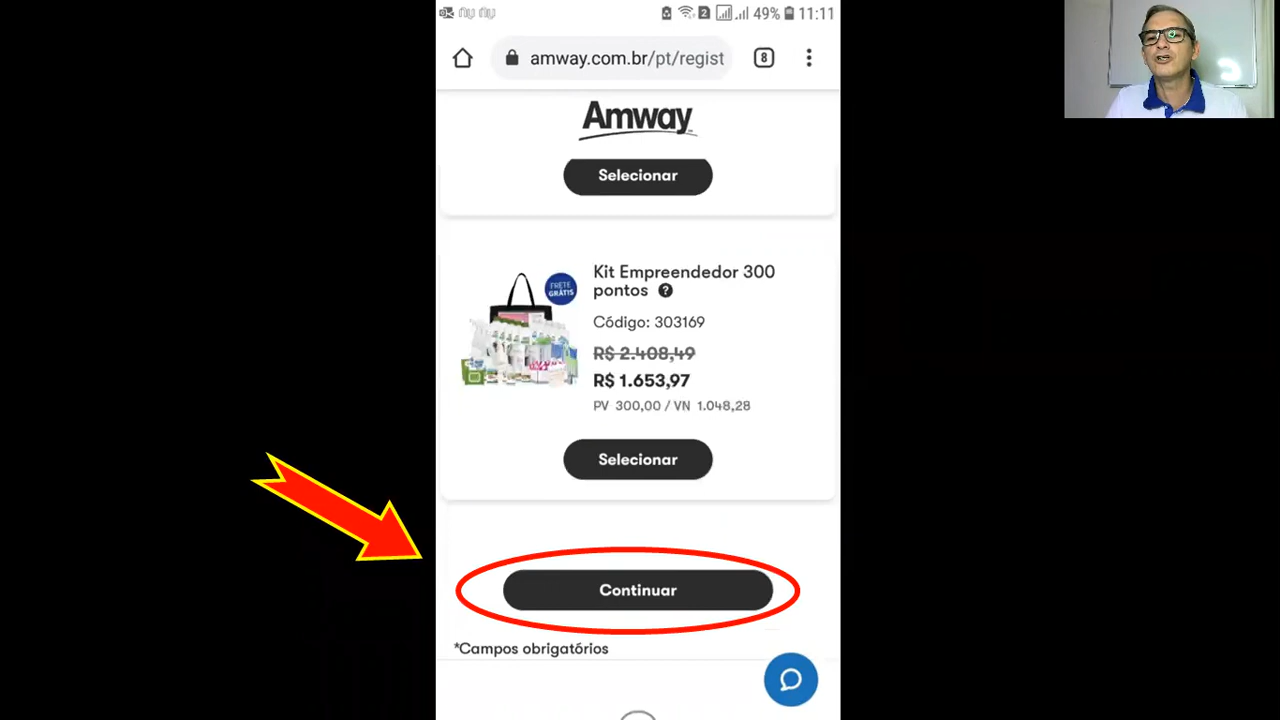 2 49% 11:11
amway.com.br/pt/regist 8
Amway
Selecionar
FRETE
GRÁTIS
Kit Empreendedor 300
pontos ?
Código: 303169
R$ 2.408,49
R$ 1.653,97
PV 300,00 / VN 1.048,28
Selecionar
Continuar
*Campos obrigatórios